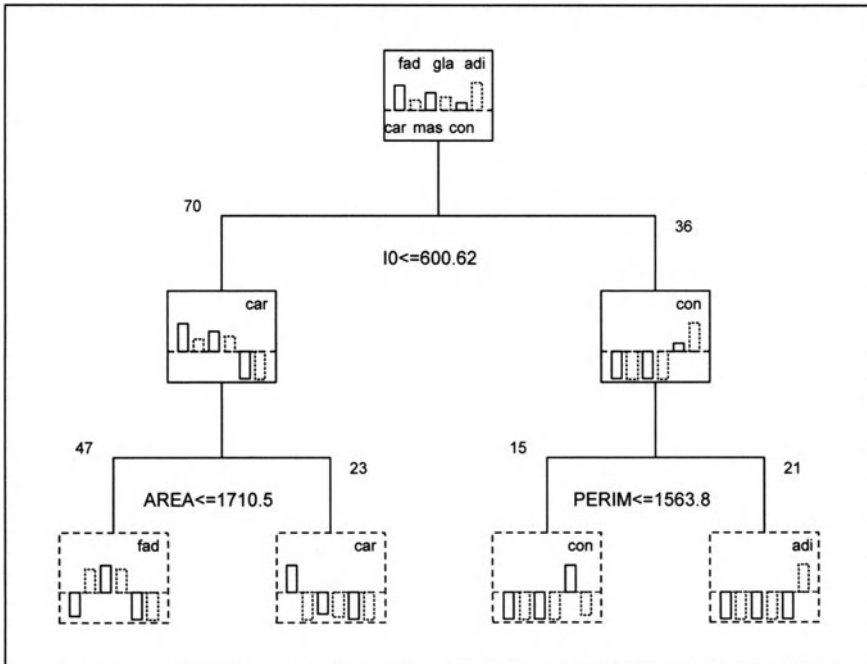 fad gla adi
car mas con
70
36
I0<=600.62
car
con
47
23
15
21
AREA<=1710.5
PERIM<=1563.8
fad
car
con
adi